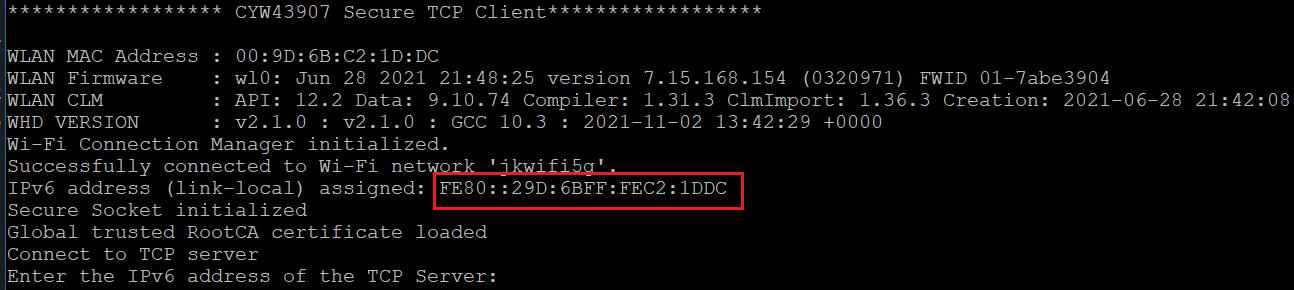 ****************** CYW43907 Secure TCP Client******************
WLAN MAC Address : 00:9D:6B:C2:1D:DC
WLAN Firmware    : wl0: Jun 28 2021 21:48:25 version 7.15.168.154 (0320971) FWID 01-7abe3904
WLAN CLM         : API: 12.2 Data: 9.10.74 Compiler: 1.31.3 ClmImport: 1.36.3 Creation: 2021-06-28 21:42:08
WHD VERSION      : v2.1.0 : v2.1.0 : GCC 10.3 : 2021-11-02 13:42:29 +0000
Wi-Fi Connection Manager initialized.
Successfully connected to Wi-Fi network 'jkwifi5g'.
IPv6 address (link-local) assigned: FE80::29D:6BFF:FEC2:1DDC
Secure Socket initialized
Global trusted RootCA certificate loaded
Connect to TCP server
Enter the IPv6 address of the TCP Server: